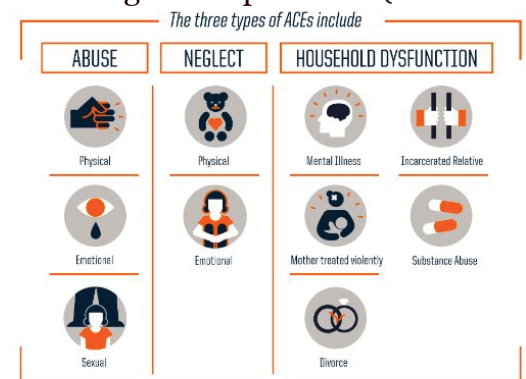 The three types of ACEs include
ABUSE NEGLECT HOUSEHOLD DYSFUNCTION
Physical Physical Mental Illness Incarcerated Relative
Emotional Emotional Mother treated violently Substance Abuse
Sexual Divorce